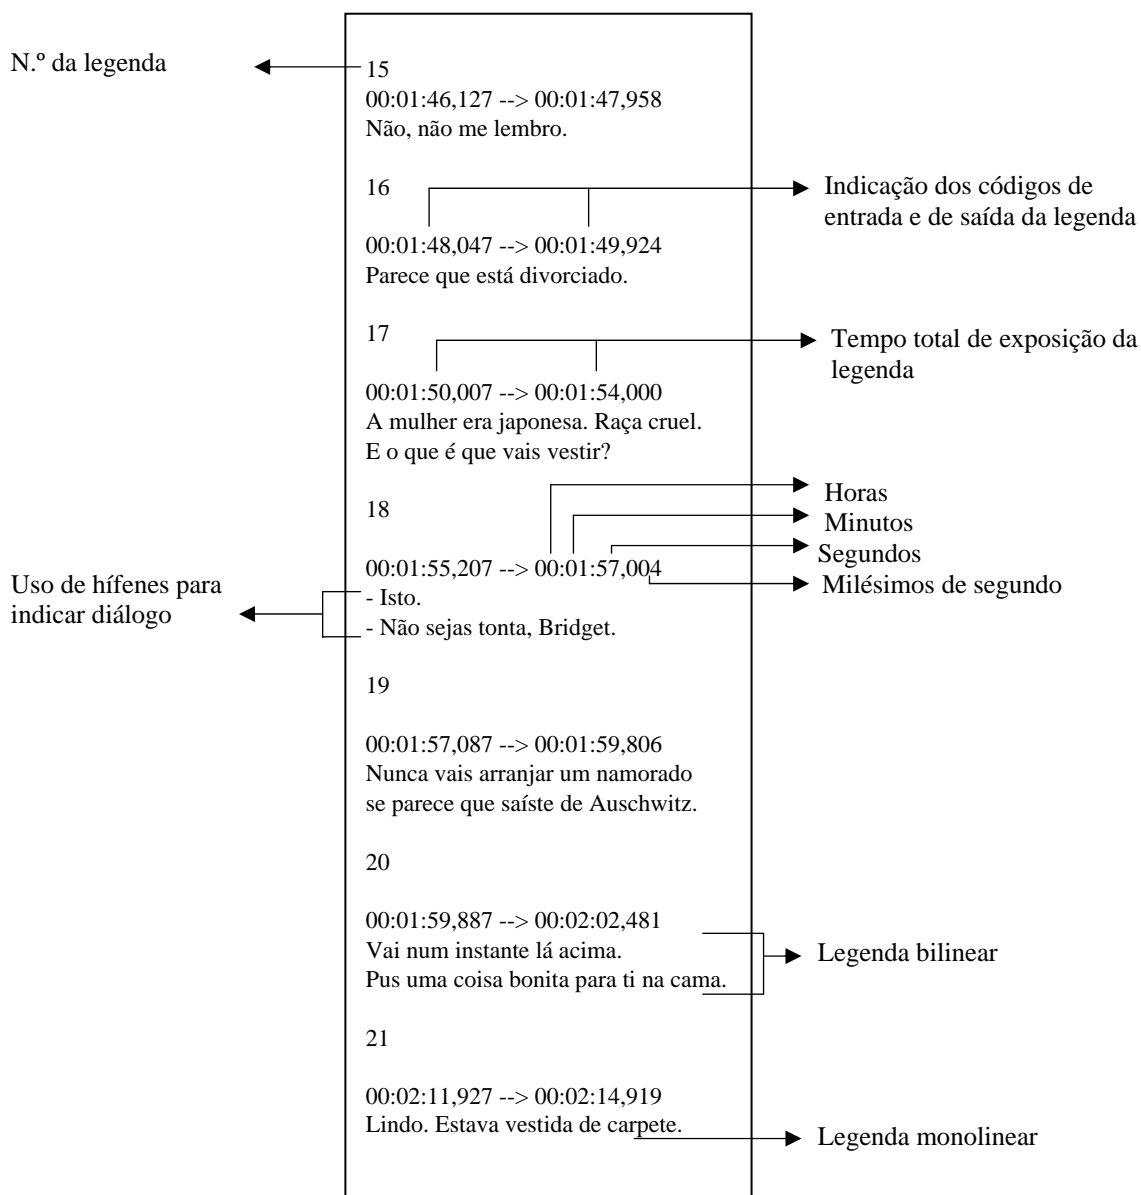 N.º da legenda
15
00:01:46,127 --> 00:01:47,958
Não, não me lembro.
16
Indicação dos códigos de
entrada e de saída da legenda
00:01:48,047 --> 00:01:49,924
Parece que está divorciado.
17
Tempo total de exposição da
legenda
00:01:50,007 --> 00:01:54,000
A mulher era japonesa. Raça cruel.
E o que é que vais vestir?
18
Horas
Minutos
Segundos
Milésimos de segundo
00:01:55,207 --> 00:01:57,004
Uso de hífenes para
indicar diálogo
- Isto.
- Não sejas tonta, Bridget.
19
00:01:57,087 --> 00:01:59,806
Nunca vais arranjar um namorado
se parece que saíste de Auschwitz.
20
00:01:59,887 --> 00:02:02,481
Vai num instante lá acima.
Pus uma coisa bonita para ti na cama.
Legenda bilinear
21
00:02:11,927 --> 00:02:14,919
Lindo. Estava vestida de carpete.
Legenda monolinear